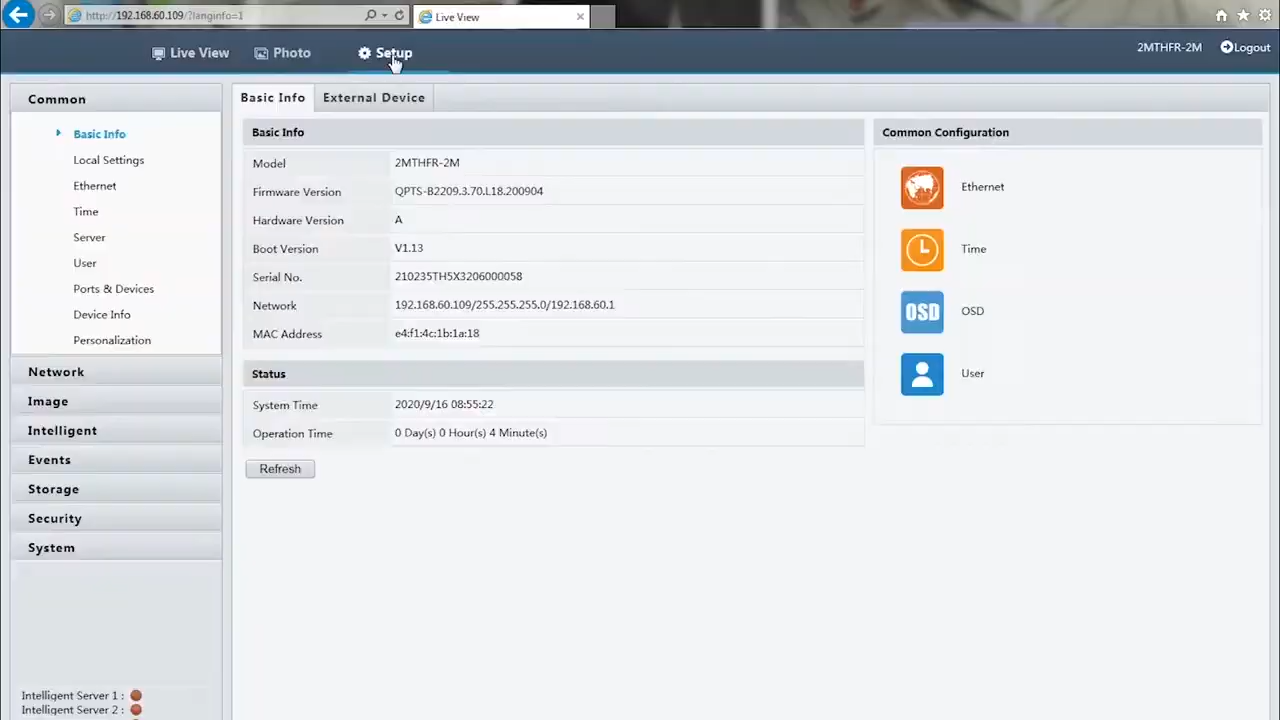 http://192.168.60.109/?langinfo=1
Live View
Live View
Photo
Setup
2MTHFR-2M
Logout
Common
Basic Info
Local Settings
Ethernet
Time
Server
User
Ports & Devices
Device Info
Personalization
Network
Image
Intelligent
Events
Storage
Security
System
Intelligent Server 1 :
Intelligent Server 2 :
Basic Info
External Device
Basic Info
Model 2MTHFR-2M
Firmware Version QPTS-B2209.3.70.L18.200904
Hardware Version A
Boot Version V1.13
Serial No. 210235TH5X3206000058
Network 192.168.60.109/255.255.255.0/192.168.60.1
MAC Address e4:f1:4c:1b:1a:18
Status
System Time 2020/9/16 08:55:22
Operation Time 0 Day(s) 0 Hour(s) 4 Minute(s)
Refresh
Common Configuration
Ethernet
Time
OSD OSD
User